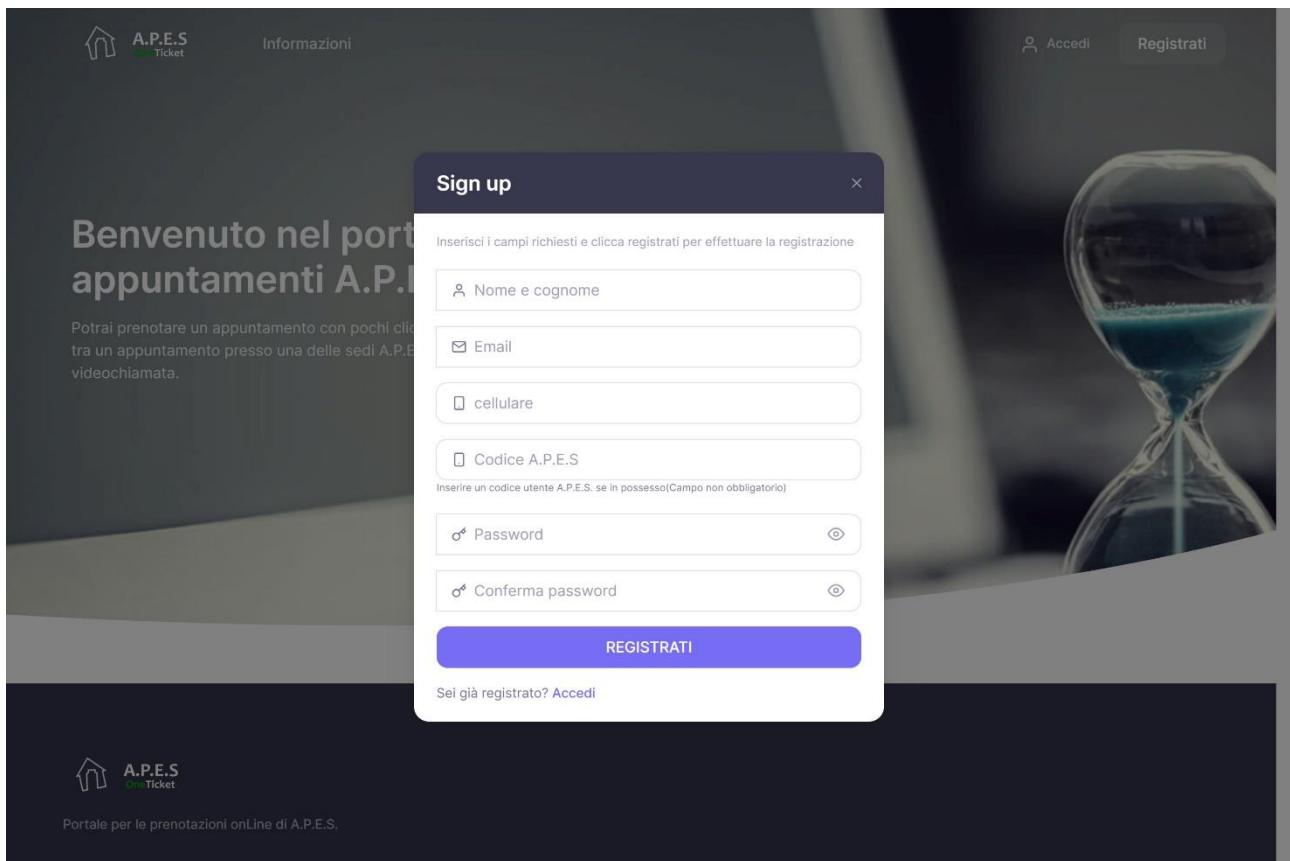 A.P.E.S
OneTicket
Informazioni
Accedi
Registrati
Benvenuto nel port
appuntamenti A.P.
Potrai prenotare un appuntamento con pochi clic
tra un appuntamento presso una delle sedi A.P.E
videochiamata.
Sign up
Inserisci i campi richiesti e clicca registrati per effettuare la registrazione
Nome e cognome
Email
cellulare
Codice A.P.E.S
Inserire un codice utente A.P.E.S. se in possesso(Campo non obbligatorio)
Password
Conferma password
REGISTRATI
Sei già registrato? Accedi
A.P.E.S
OneTicket
Portale per le prenotazioni onLine di A.P.E.S.